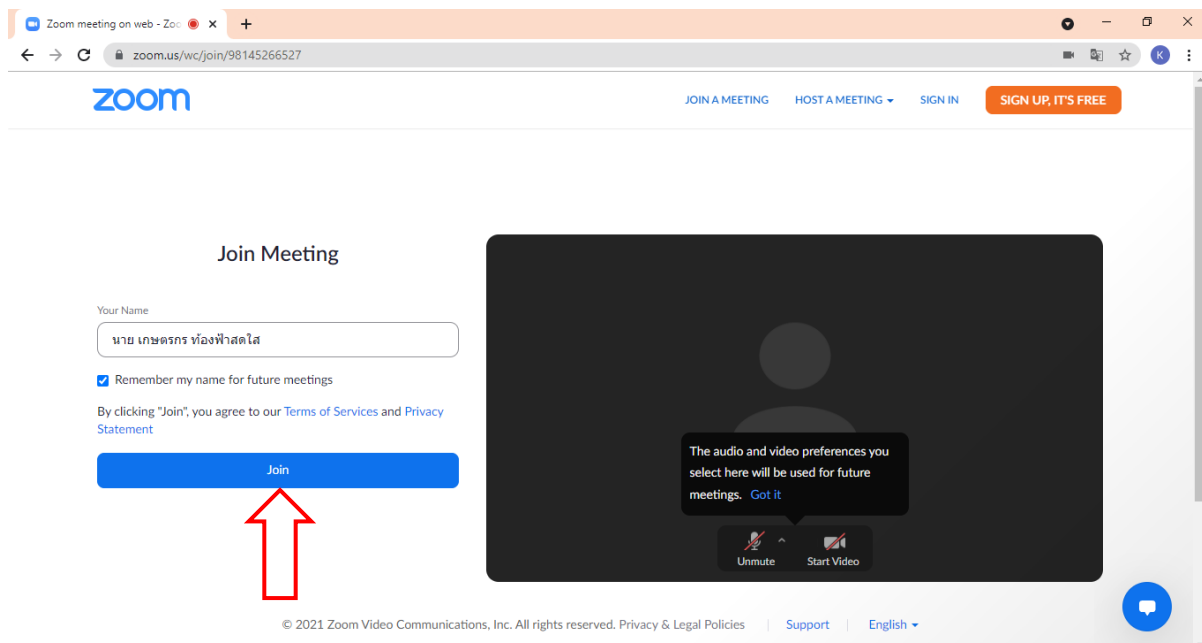 Zoom meeting on web - Zoo
zoom.us/wc/join/98145266527
K
zoom
JOIN A MEETING
HOST A MEETING
SIGN IN
SIGN UP, IT'S FREE
Join Meeting
Your Name
นาย เกษตรกร ท้องฟ้าสดใส
Remember my name for future meetings
By clicking "Join", you agree to our Terms of Services and Privacy
Statement
Join
The audio and video preferences you
select here will be used for future
meetings. Got it
Unmute
Start Video
© 2021 Zoom Video Communications, Inc. All rights reserved. Privacy & Legal Policies
Support
English